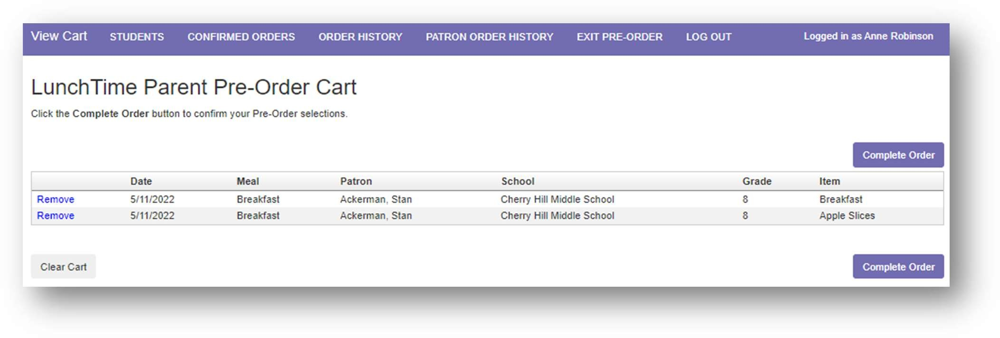 View Cart STUDENTS CONFIRMED ORDERS ORDER HISTORY PATRON ORDER HISTORY EXIT PRE-ORDER LOG OUT Logged in as Anne Robinson
LunchTime Parent Pre-Order Cart
Click the Complete Order button to confirm your Pre-Order selections.
Complete Order
Date Meal Patron School Grade Item
Remove 5/11/2022 Breakfast Ackerman, Stan Cherry Hill Middle School 8 Breakfast
Remove 5/11/2022 Breakfast Ackerman, Stan Cherry Hill Middle School 8 Apple Slices
Clear Cart Complete Order